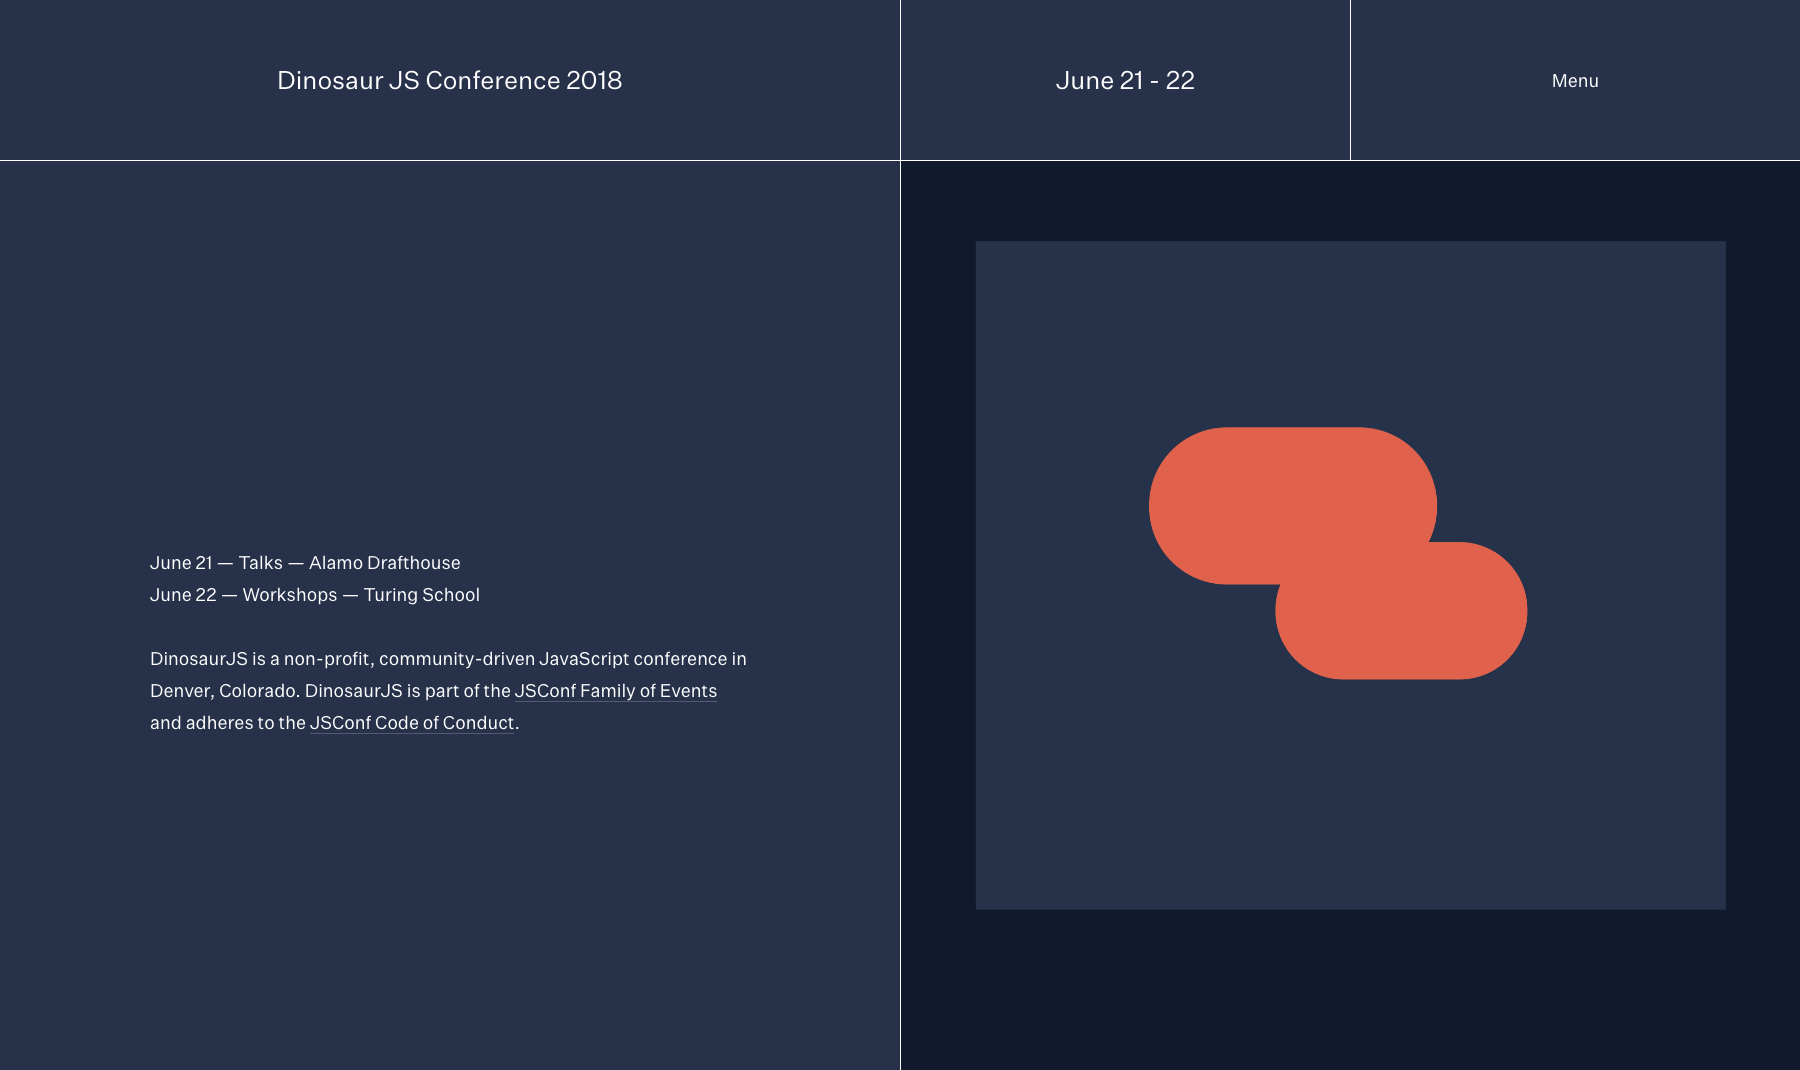 Dinosaur JS Conference 2018
June 21 - 22
Menu
June 21 — Talks — Alamo Drafthouse
June 22 — Workshops — Turing School
DinosaurJS is a non-profit, community-driven JavaScript conference in
Denver, Colorado. DinosaurJS is part of the JSConf Family of Events
and adheres to the JSConf Code of Conduct.